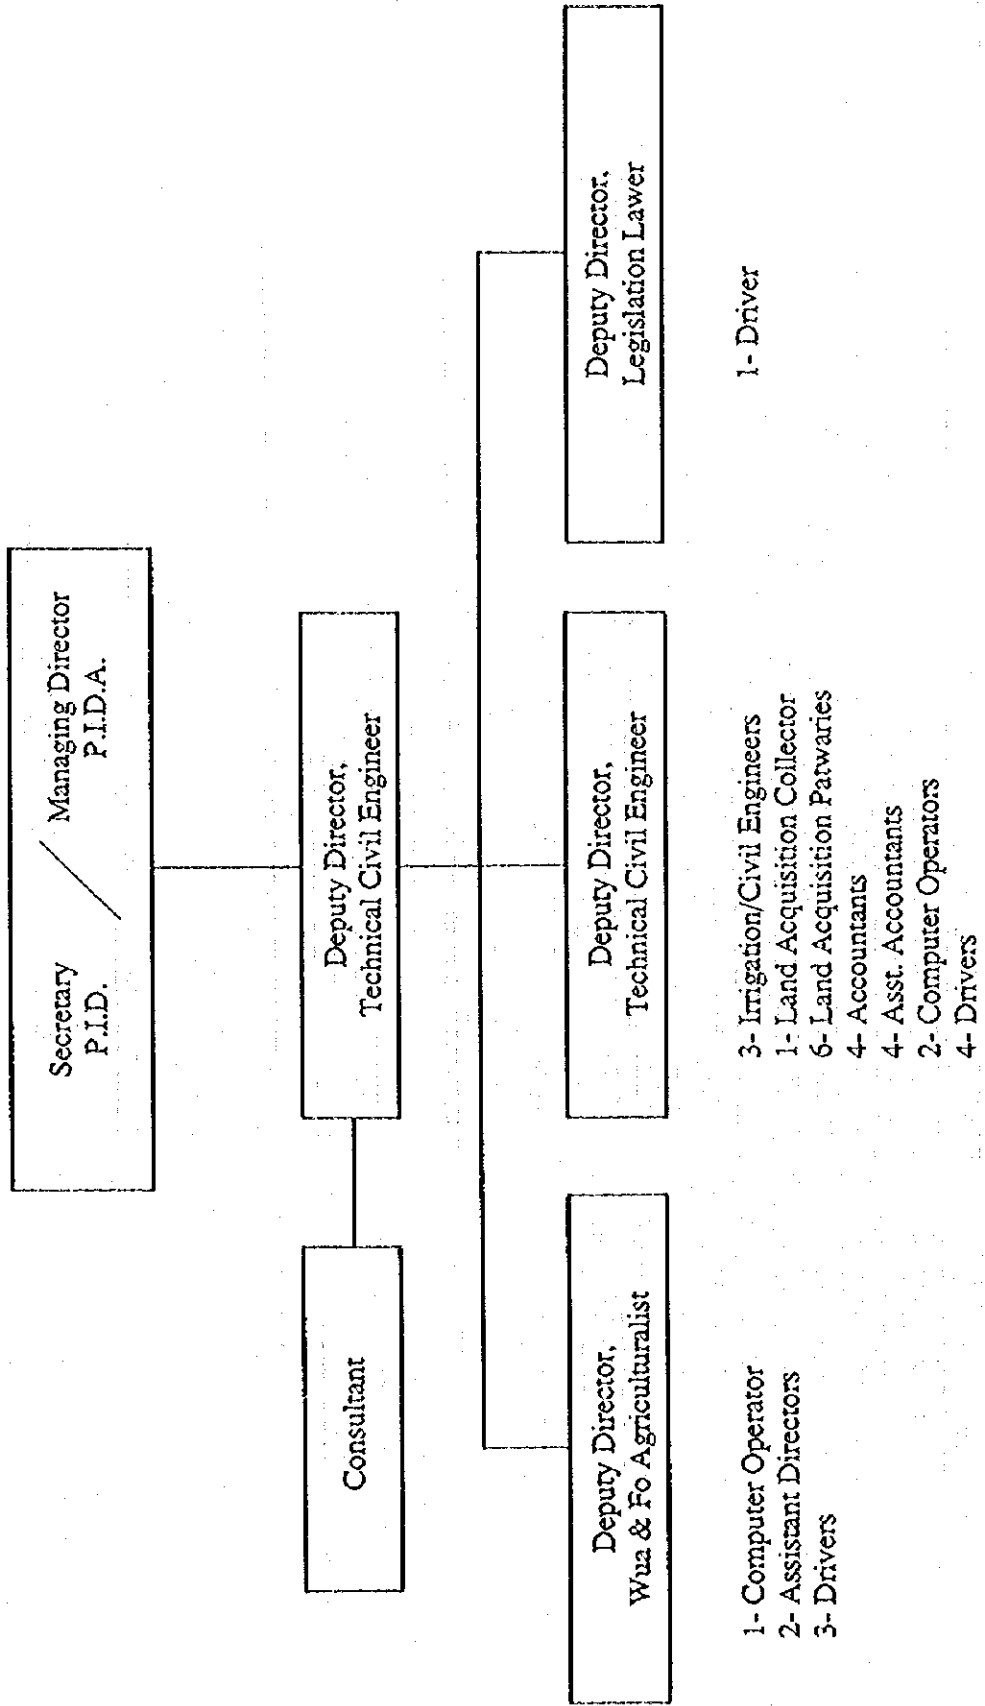 Secretary / Managing Director
P.I.D. P.I.D.A.
Consultant
Deputy Director,
Technical Civil Engineer
Deputy Director,
Wua & Fo Agriculturalist
Deputy Director,
Technical Civil Engineer
Deputy Director,
Legislation Lawer
1- Computer Operator
2- Assistant Directors
3- Drivers
3- Irrigation/Civil Engineers
1- Land Acquisition Collector
6- Land Acquisition Patwaries
4- Accountants
4- Asst. Accountants
2- Computer Operators
4- Drivers
1- Driver